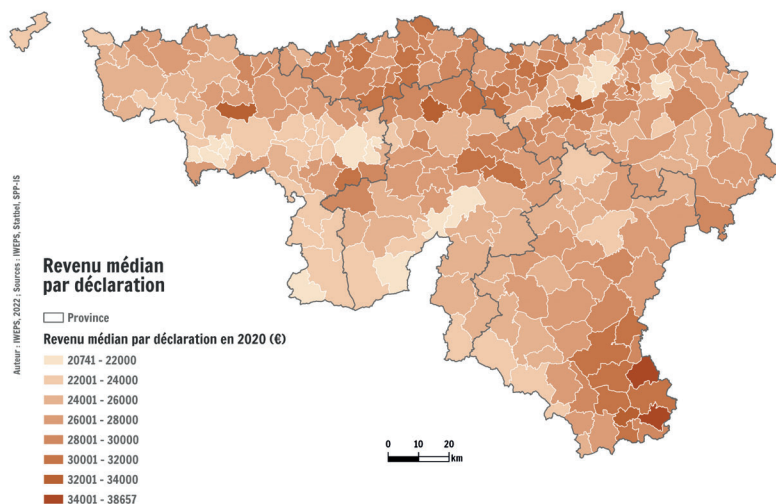 Auteur : IWEPS, 2022 ; Sources : IWEPS, Statbel, SPP-IS
Revenu médian
par déclaration
Province
Revenu médian par déclaration en 2020 (€)
20741 - 22000
22001 - 24000
24001 - 26000
26001 - 28000
28001 - 30000
30001 - 32000
32001 - 34000
34001 - 38657
0 10 20
km